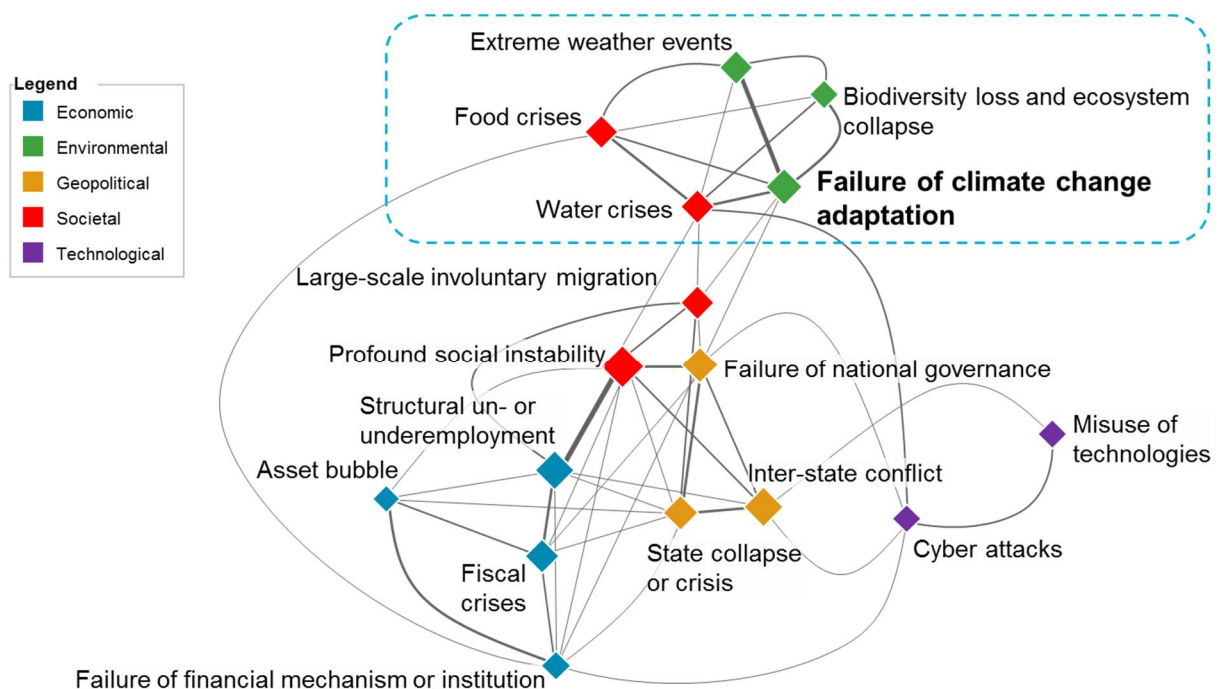 Legend
Economic
Environmental
Geopolitical
Societal
Technological
Extreme weather events
Food crises
Biodiversity loss and ecosystem
collapse
Failure of climate change
adaptation
Water crises
Large-scale involuntary migration
Profound social instability
Failure of national governance
Structural un- or
underemployment
Misuse of
technologies
Asset bubble
Inter-state conflict
State collapse
or crisis
Cyber attacks
Fiscal
crises
Failure of financial mechanism or institution